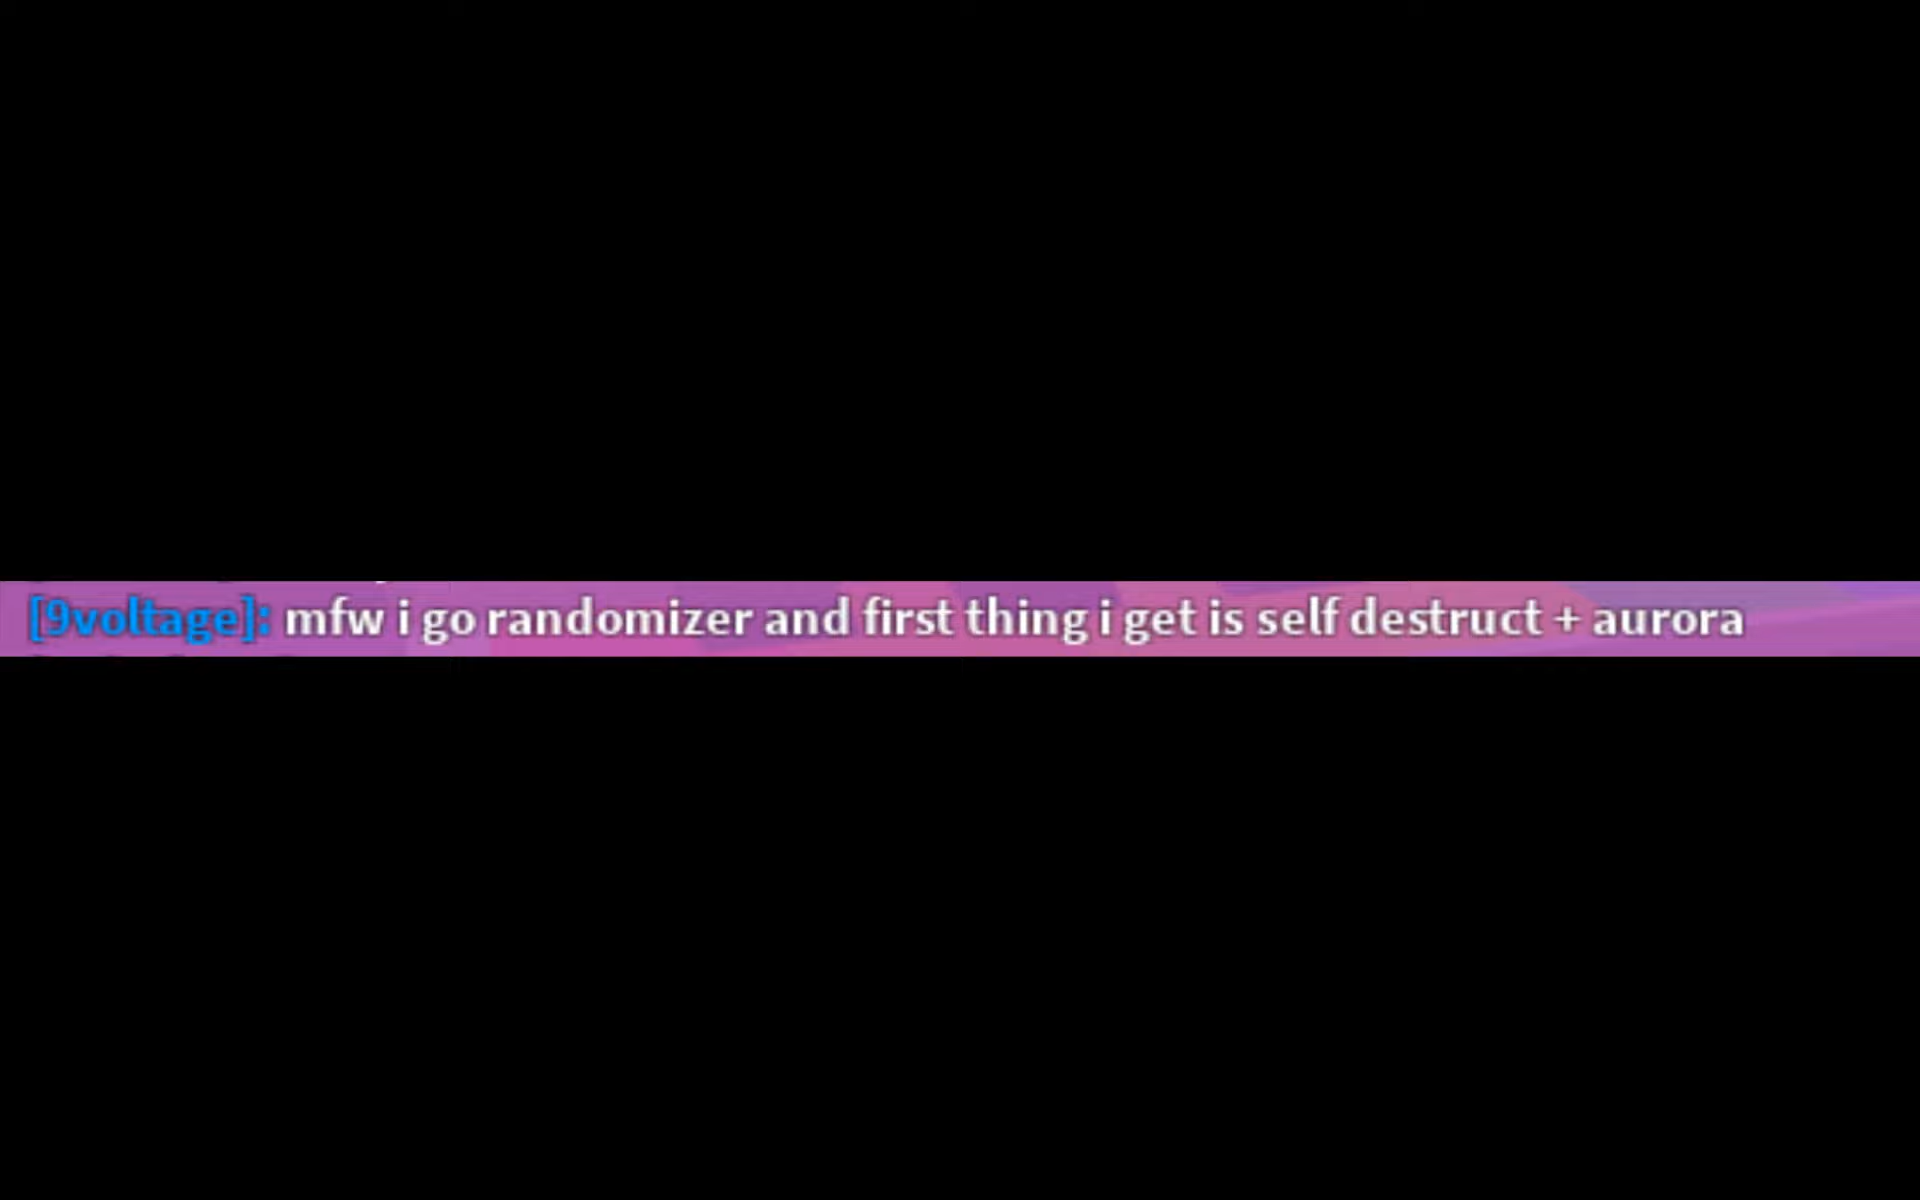 [9voltage]: mfw i go randomizer and first thing i get is self destruct + aurora